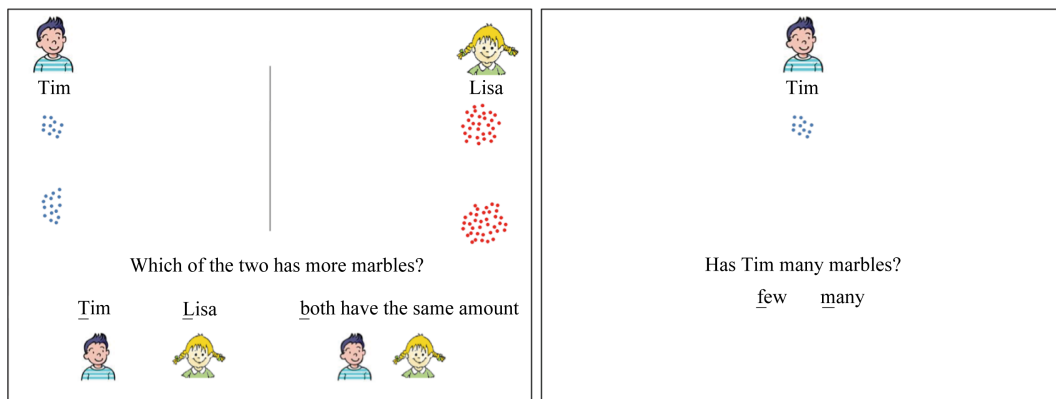 Tim
Lisa
Which of the two has more marbles?
Tim
Lisa
both have the same amount
Tim
Has Tim many marbles?
few
many